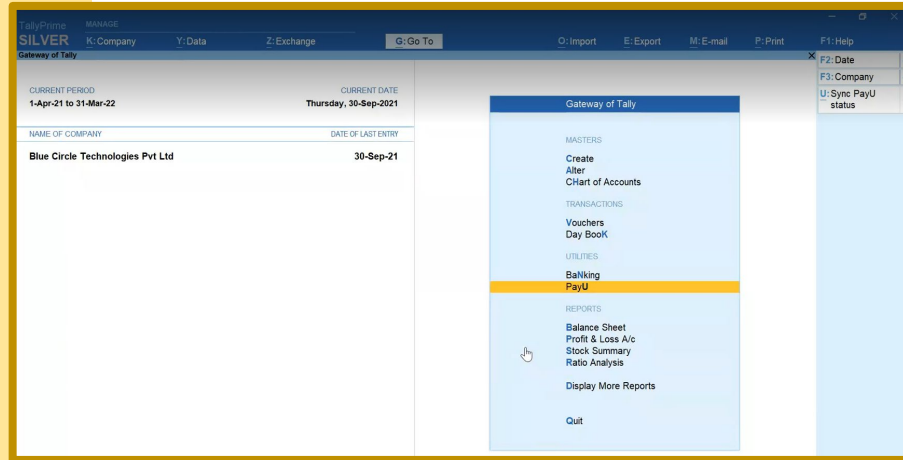 TallyPrime
MANAGE
SILVER
K: Company
Y: Data
Z: Exchange
G: Go To
O: Import
E: Export
M: E-mail
P: Print
F1: Help
Gateway of Tally
F2: Date
F3: Company
U: Sync PayU
status
CURRENT PERIOD
CURRENT DATE
1-Apr-21 to 31-Mar-22
Thursday, 30-Sep-2021
NAME OF COMPANY
DATE OF LAST ENTRY
Blue Circle Technologies Pvt Ltd
30-Sep-21
Gateway of Tally
MASTERS
Create
Alter
CHart of Accounts
TRANSACTIONS
Vouchers
Day BooK
UTILITIES
BaNking
PayU
REPORTS
Balance Sheet
Profit & Loss A/c
Stock Summary
Ratio Analysis
Display More Reports
Quit